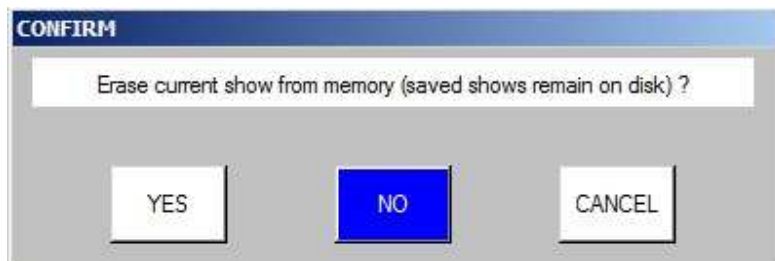 CONFIRM
Erase current show from memory (saved shows remain on disk) ?
YES NO CANCEL